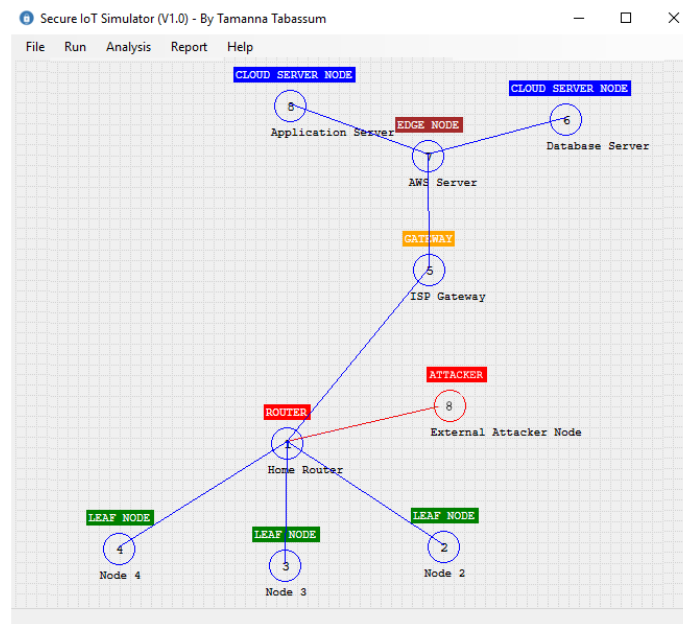 Secure IoT Simulator (V1.0) - By Tamanna Tabassum
File Run Analysis Report Help
CLOUD SERVER NODE
8
Application Server
CLOUD SERVER NODE
6
Database Server
EDGE NODE
7
AWS Server
GATEWAY
5
ISP Gateway
ATTACKER
8
External Attacker Node
ROUTER
1
Home Router
LEAF NODE
4
Node 4
LEAF NODE
3
Node 3
LEAF NODE
2
Node 2